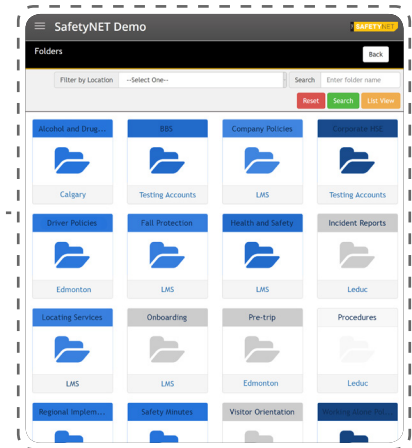 SafetyNET Demo
SAFETYNET
Folders
Back
Filter by Location
--Select One--
Search
Enter folder name
Reset
Search
List View
Alcohol and Drug...
BBS
Company Policies
Corporate HSE
Calgary
Testing Accounts
LMS
Testing Accounts
Driver Policies
Fall Protection
Health and Safety
Incident Reports
Edmonton
LMS
LMS
Leduc
Locating Services
Onboarding
Pre-trip
Procedures
LMS
LMS
Edmonton
Leduc
Regional Implem...
Safety Minutes
Visitor Orientation
Working Alone Pol...